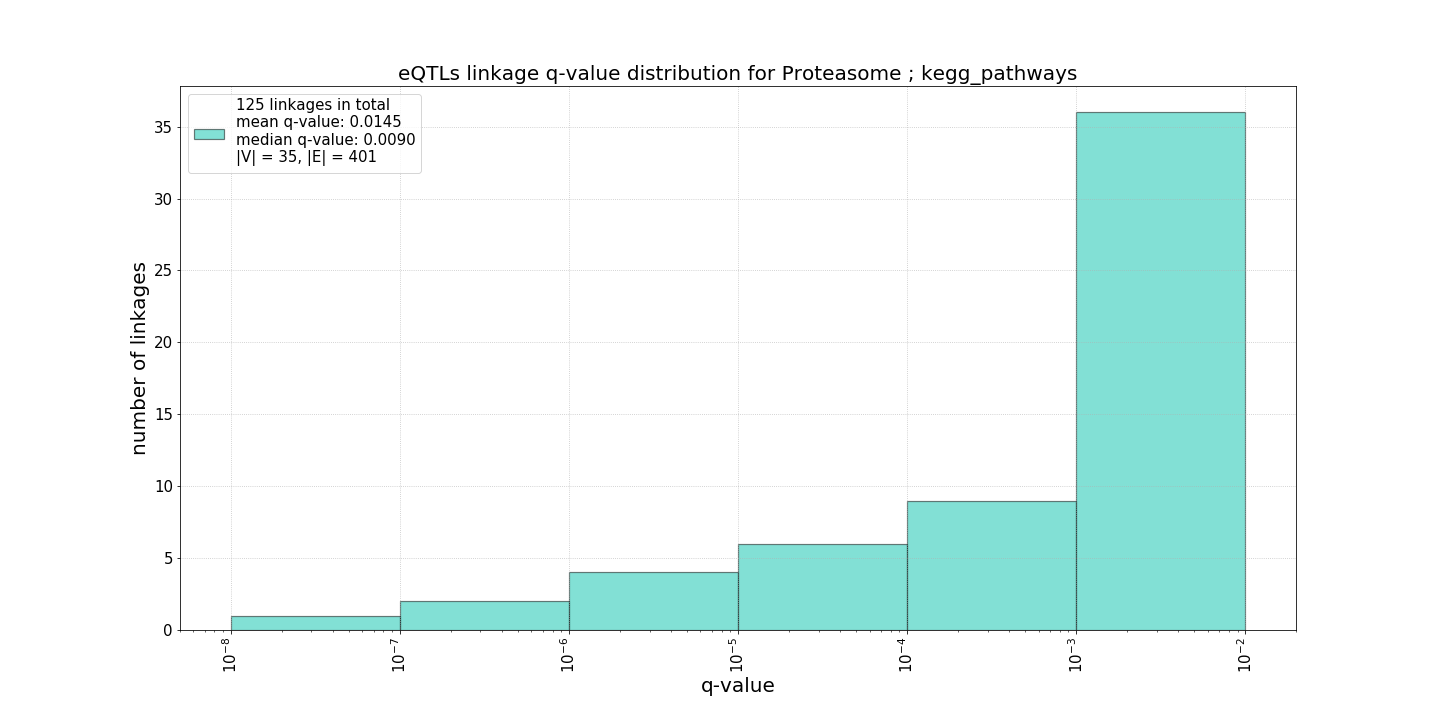 eQTLs linkage q-value distribution for Proteasome ; kegg_pathways
125 linkages in total
mean q-value: 0.0145
median q-value: 0.0090
|V| = 35, |E| = 401
number of linkages
35
30
25
20
15
10
5
0
10⁻⁸
10⁻⁷
10⁻⁶
10⁻⁵
10⁻⁴
10⁻³
10⁻²
q-value